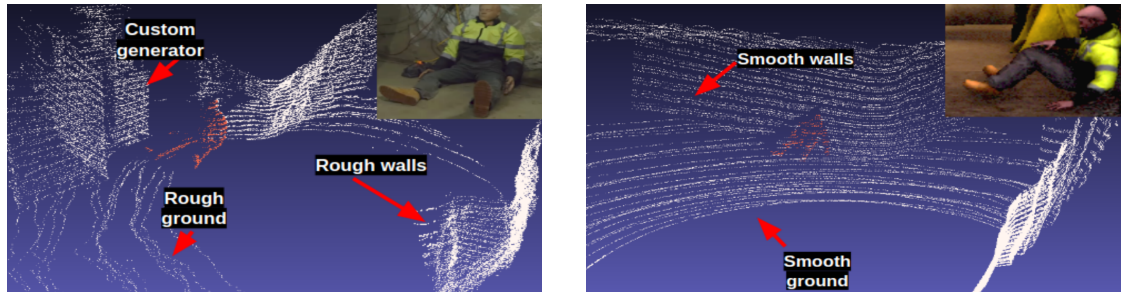 Custom
generator
Rough walls
Rough
ground
Smooth walls
Smooth
ground